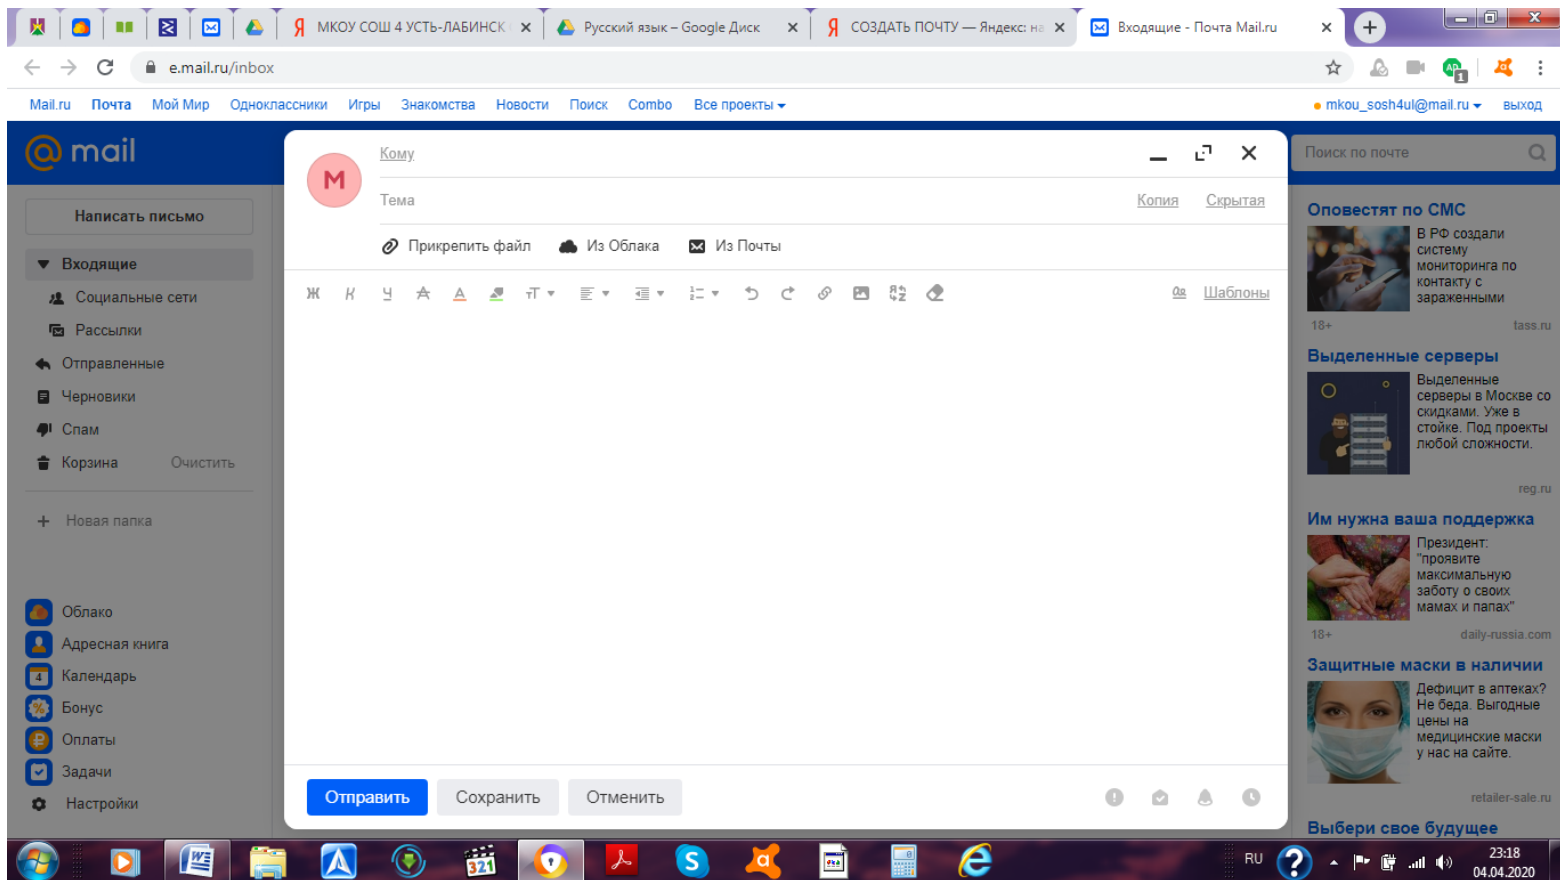 МКОУ СОШ 4 УСТЬ-ЛАБИНСК
Русский язык – Google Диск
СОЗДАТЬ ПОЧТУ — Яндекс: на
Входящие - Почта Mail.ru
e.mail.ru/inbox
Mail.ru Почта Мой Мир Одноклассники Игры Знакомства Новости Поиск Combo Все проекты
mkou_sosh4ul@mail.ru выход
mail
Поиск по почте
Написать письмо
Входящие
Социальные сети
Рассылки
Отправленные
Черновики
Спам
Корзина Очистить
Новая папка
Облако
Адресная книга
Календарь
Бонус
Оплаты
Задачи
Настройки
М
Кому
Тема
Копия Скрытая
Прикрепить файл Из Облака Из Почты
Ж К Ч А А тТ
Шаблоны
Отправить Сохранить Отменить
Оповестят по СМС
В РФ создали
систему
мониторинга по
контакту с
зараженными
18+ tass.ru
Выделенные серверы
Выделенные
серверы в Москве со
скидками. Уже в
стойке. Под проекты
любой сложности.
reg.ru
Им нужна ваша поддержка
Президент:
"проявите
максимальную
заботу о своих
мамах и папах"
18+ daily-russia.com
Защитные маски в наличии
Дефицит в аптеках?
Не беда. Выгодные
цены на
медицинские маски
у нас на сайте.
retailer-sale.ru
Выбери свое будущее
321
RU
23:18
04.04.2020